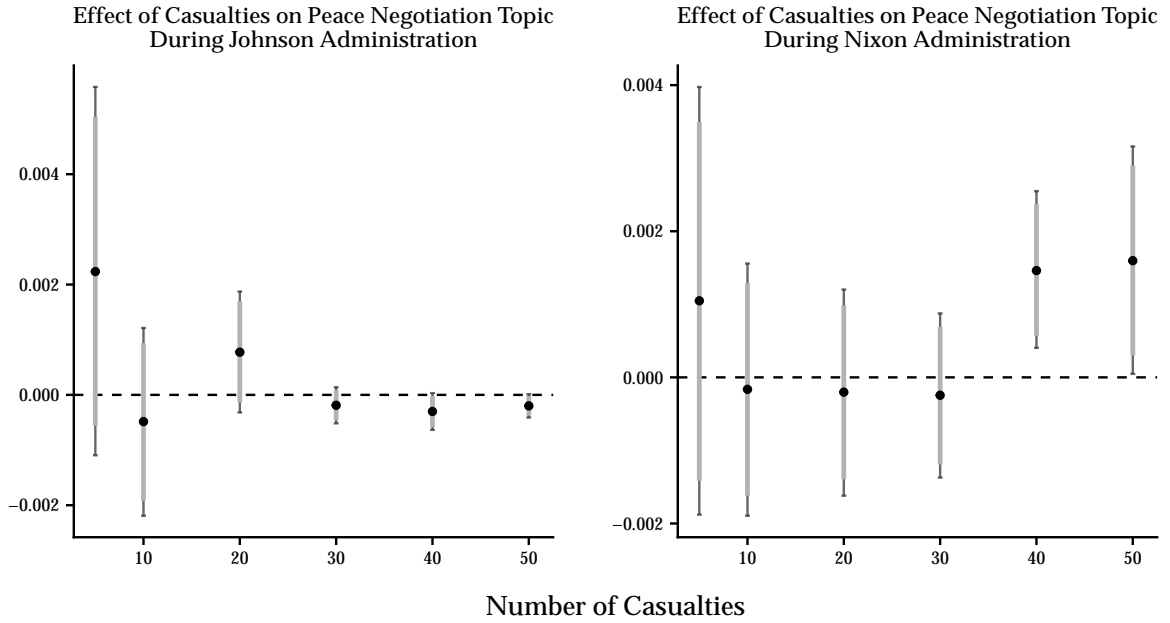 Effect of Casualties on Peace Negotiation Topic
During Johnson Administration
0.004
0.002
0.000
−0.002
10 20 30 40 50
Effect of Casualties on Peace Negotiation Topic
During Nixon Administration
0.004
0.002
0.000
−0.002
10 20 30 40 50
Number of Casualties